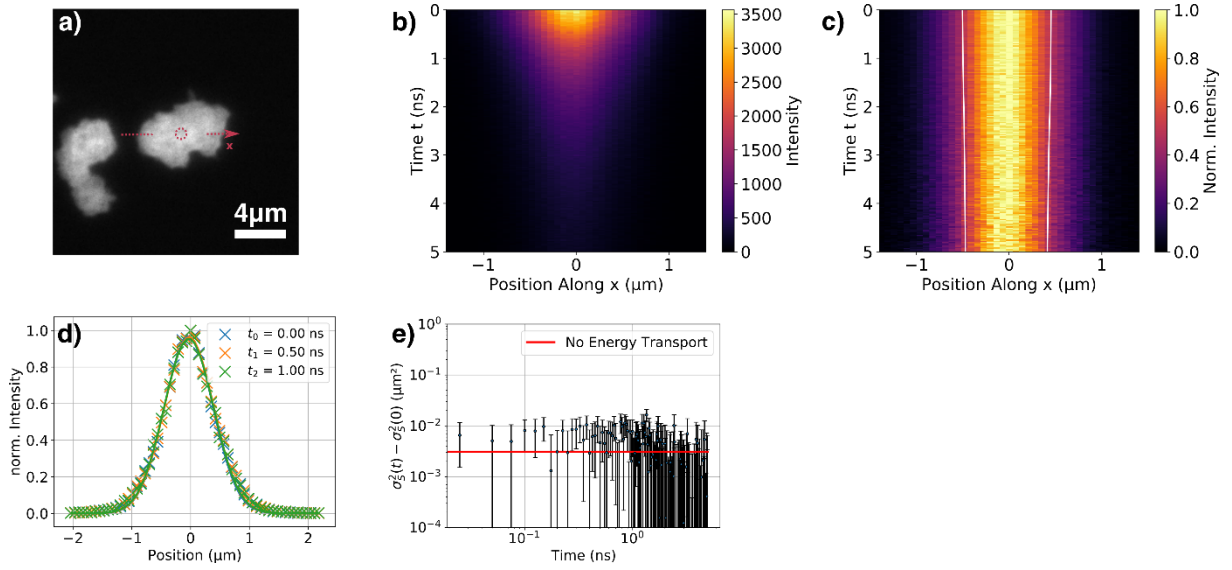 a)
x
4μm
b)
0
1
2
3
4
5
Time t (ns)
−1
0
1
Position Along x (μm)
3500
3000
2500
2000
1500
1000
500
0
Intensity
c)
0
1
2
3
4
5
Time t (ns)
−1
0
1
Position Along x (μm)
1.0
0.8
0.6
0.4
0.2
0.0
Norm. Intensity
d)
1.0
0.8
0.6
0.4
0.2
0.0
norm. Intensity
t₀ = 0.00 ns
t₁ = 0.50 ns
t₂ = 1.00 ns
−2
−1
0
1
2
Position (μm)
e)
10⁰
10⁻¹
10⁻²
10⁻³
10⁻⁴
σ²ₛ(t) − σ²ₛ(0) (μm²)
No Energy Transport
10⁻¹
10⁰
Time (ns)